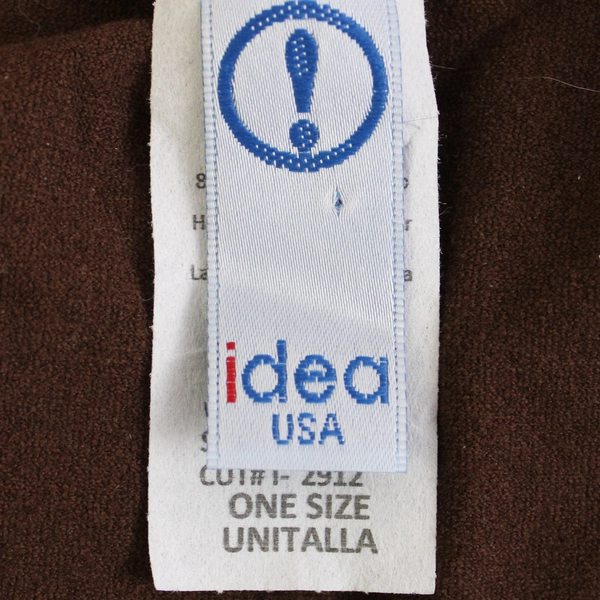 idea
USA
CUT# I- 2912
ONE SIZE
UNITALLA